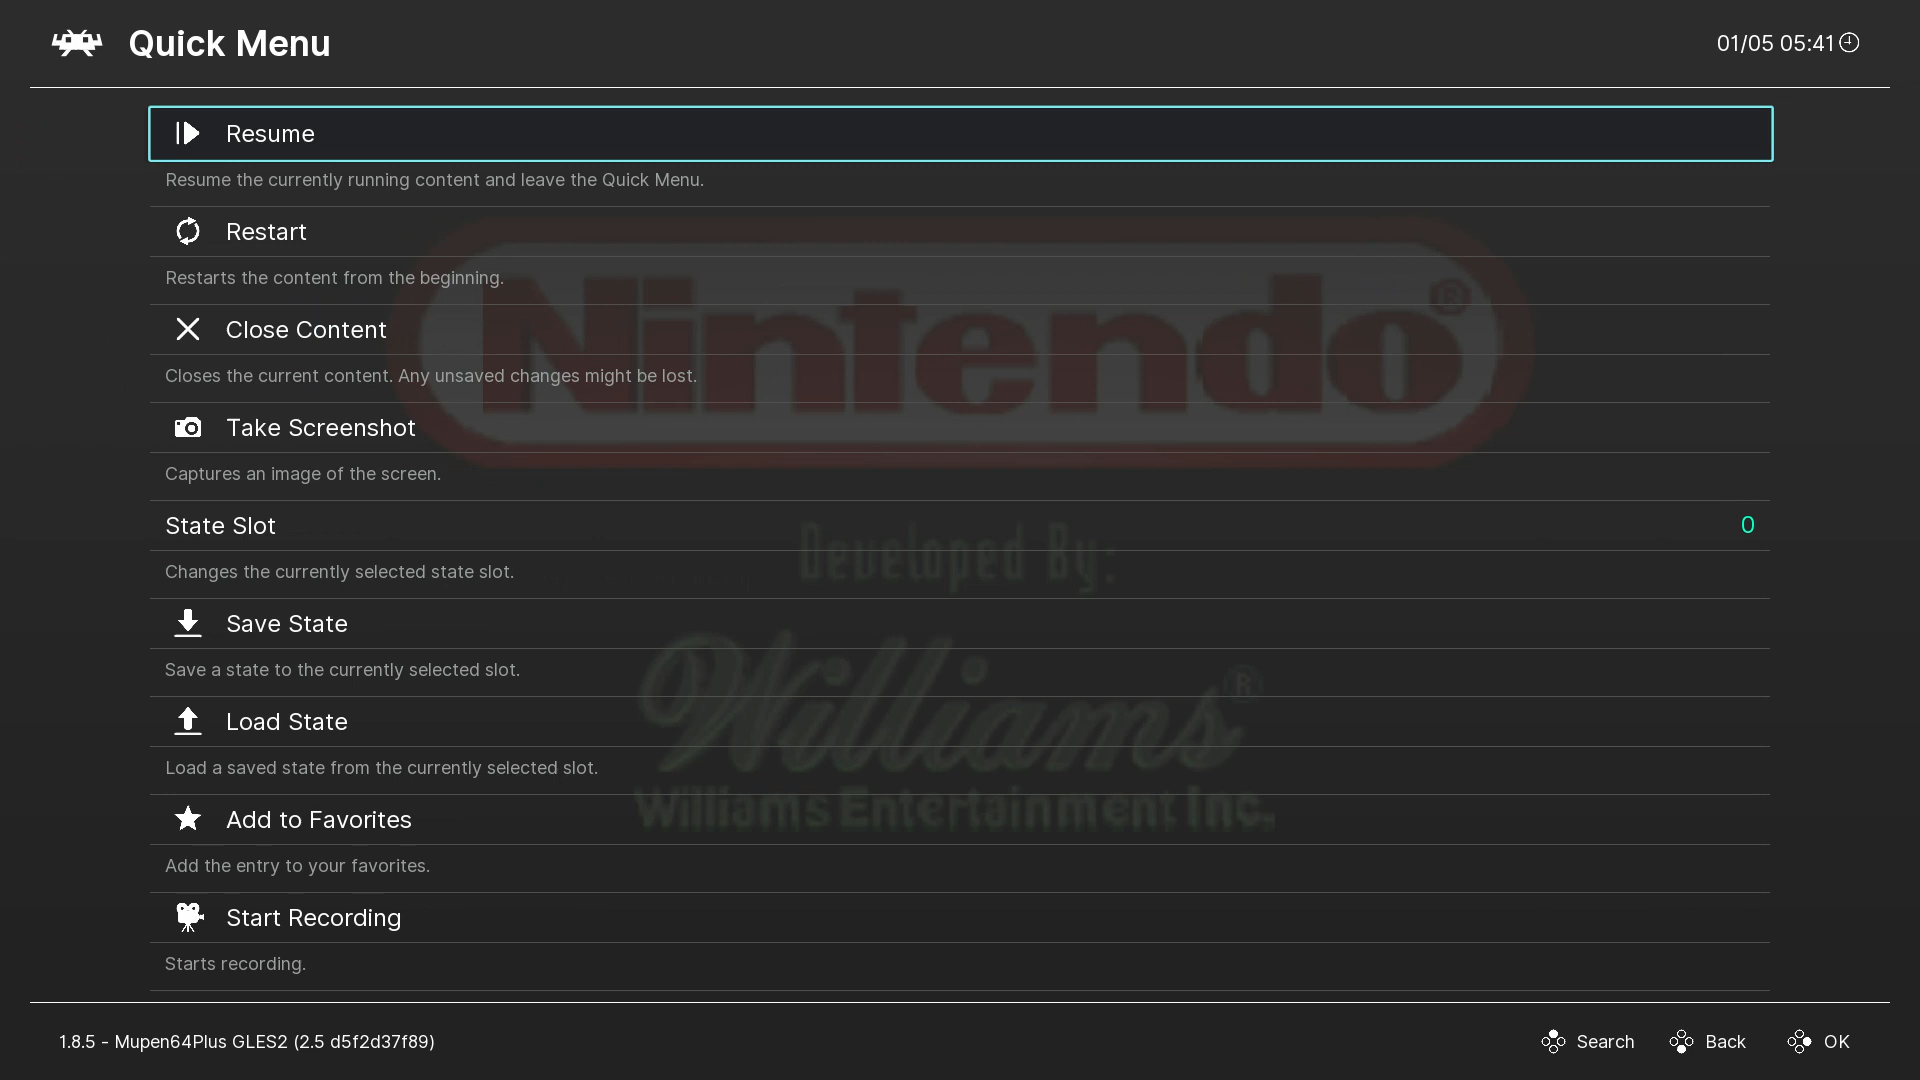 Quick Menu
01/05 05:41
Resume
Resume the currently running content and leave the Quick Menu.
Restart
Restarts the content from the beginning.
Nintendo®
Close Content
Closes the current content. Any unsaved changes might be lost.
Take Screenshot
Captures an image of the screen.
State Slot 0
Developed By:
Changes the currently selected state slot.
Save State
Save a state to the currently selected slot.
Williams®
Load State
Load a saved state from the currently selected slot.
Williams Entertainment Inc.
Add to Favorites
Add the entry to your favorites.
Start Recording
Starts recording.
1.8.5 - Mupen64Plus GLES2 (2.5 d5f2d37f89)
Search Back OK